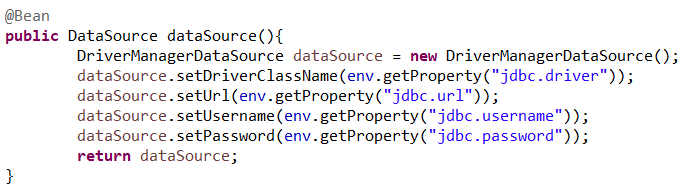 @Bean
public DataSource dataSource(){
        DriverManagerDataSource dataSource = new DriverManagerDataSource();
        dataSource.setDriverClassName(env.getProperty("jdbc.driver"));
        dataSource.setUrl(env.getProperty("jdbc.url"));
        dataSource.setUsername(env.getProperty("jdbc.username"));
        dataSource.setPassword(env.getProperty("jdbc.password"));
        return dataSource;
}